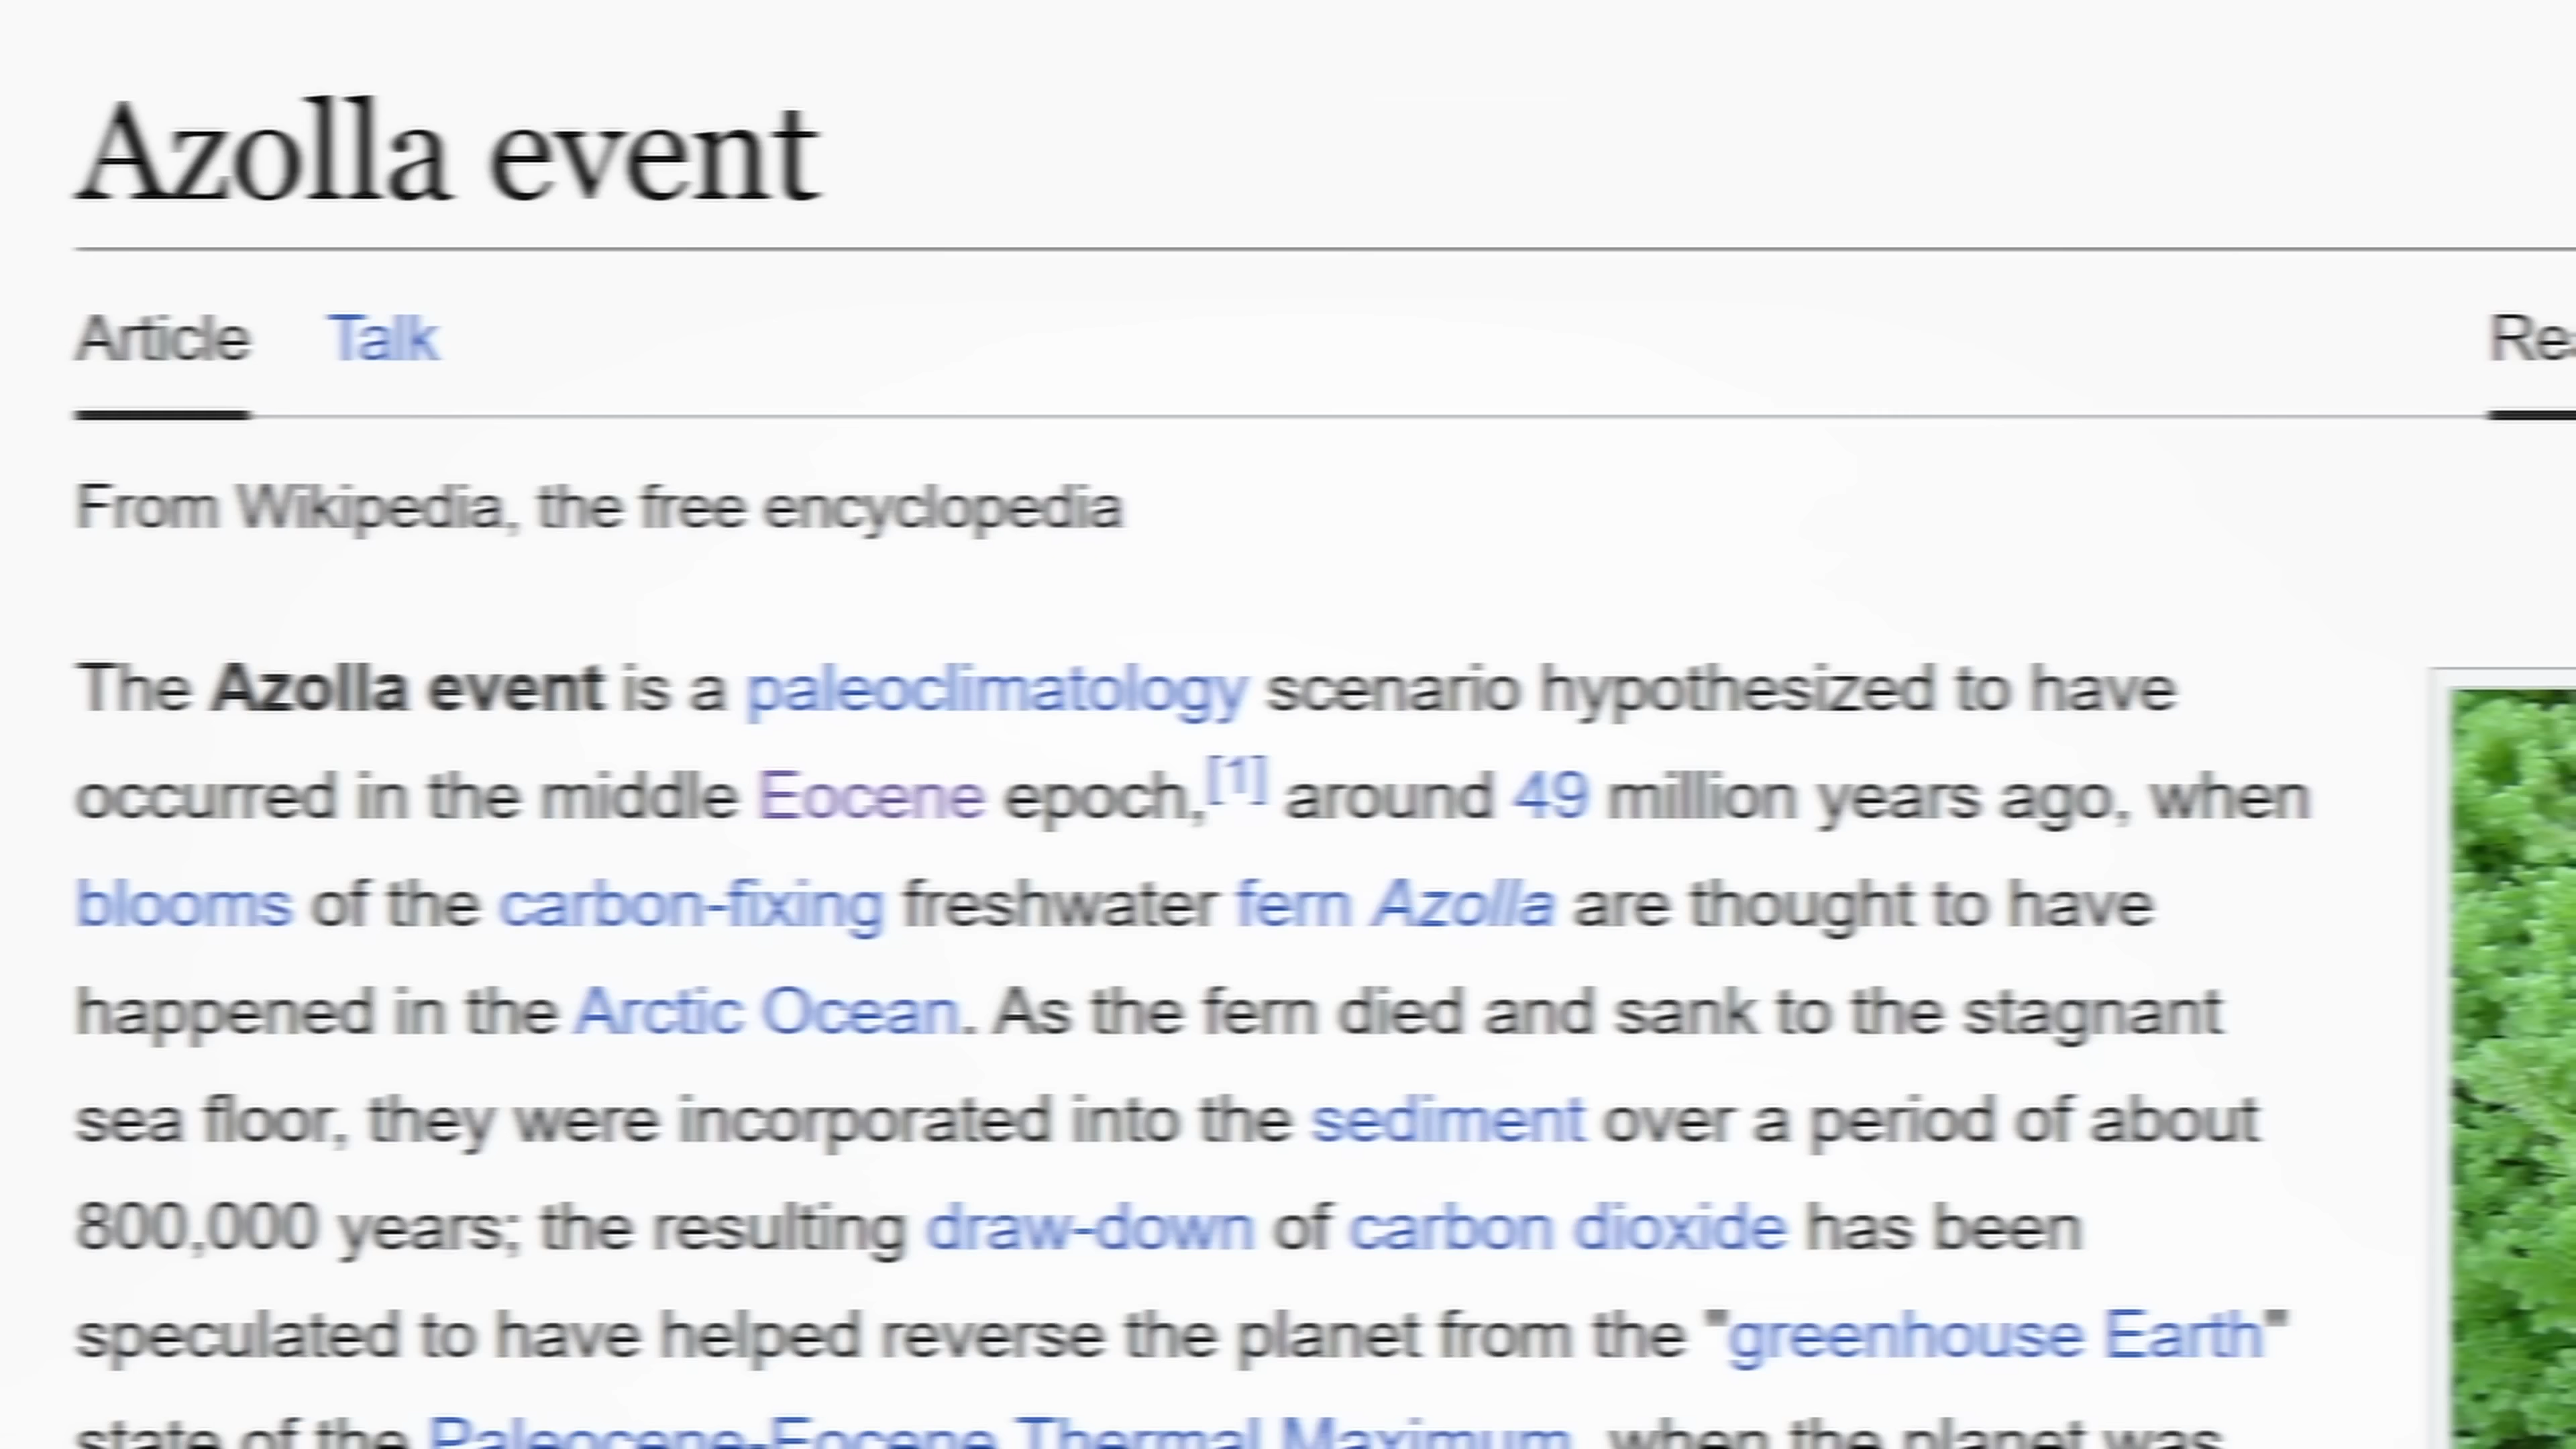 Azolla event
Article Talk
From Wikipedia, the free encyclopedia
The Azolla event is a paleoclimatology scenario hypothesized to have
occurred in the middle Eocene epoch,[1] around 49 million years ago, when
blooms of the carbon-fixing freshwater fern Azolla are thought to have
happened in the Arctic Ocean. As the fern died and sank to the stagnant
sea floor, they were incorporated into the sediment over a period of about
800,000 years; the resulting draw-down of carbon dioxide has been
speculated to have helped reverse the planet from the "greenhouse Earth"
state of the Paleocene-Eocene Thermal Maximum, when the planet was